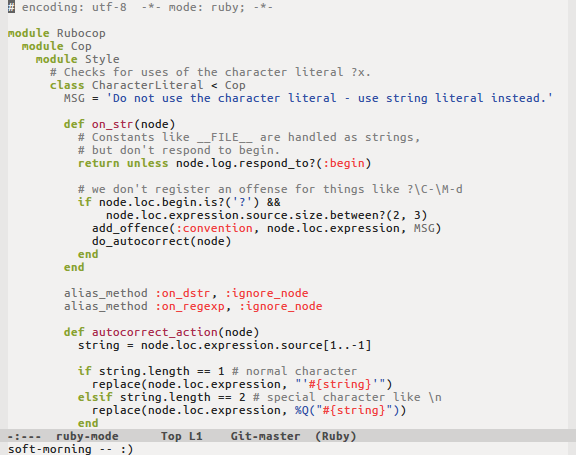 # encoding: utf-8  -*- mode: ruby; -*-

module Rubocop
  module Cop
    module Style
      # Checks for uses of the character literal ?x.
      class CharacterLiteral < Cop
        MSG = 'Do not use the character literal - use string literal instead.'

        def on_str(node)
          # Constants like __FILE__ are handled as strings,
          # but don't respond to begin.
          return unless node.log.respond_to?(:begin)

          # we don't register an offense for things like ?\C-\M-d
          if node.loc.begin.is?('?') &&
              node.loc.expression.source.size.between?(2, 3)
            add_offence(:convention, node.loc.expression, MSG)
            do_autocorrect(node)
          end
        end

        alias_method :on_dstr, :ignore_node
        alias_method :on_regexp, :ignore_node

        def autocorrect_action(node)
          string = node.loc.expression.source[1..-1]

          if string.length == 1 # normal character
            replace(node.loc.expression, "'#{string}'")
          elsif string.length == 2 # special character like \n
            replace(node.loc.expression, %Q("#{string}"))
          end
-:---  ruby-mode      Top L1    Git-master  (Ruby)
soft-morning -- :)